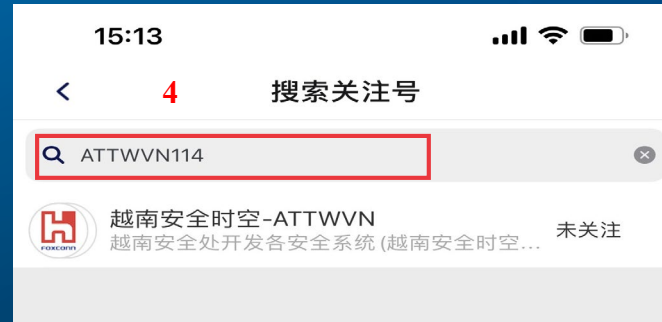 15:13
4 搜索关注号
ATTWVN114
越南安全时空-ATTWVN
越南安全处开发各安全系统 (越南安全时空...
未关注
FOXCONN